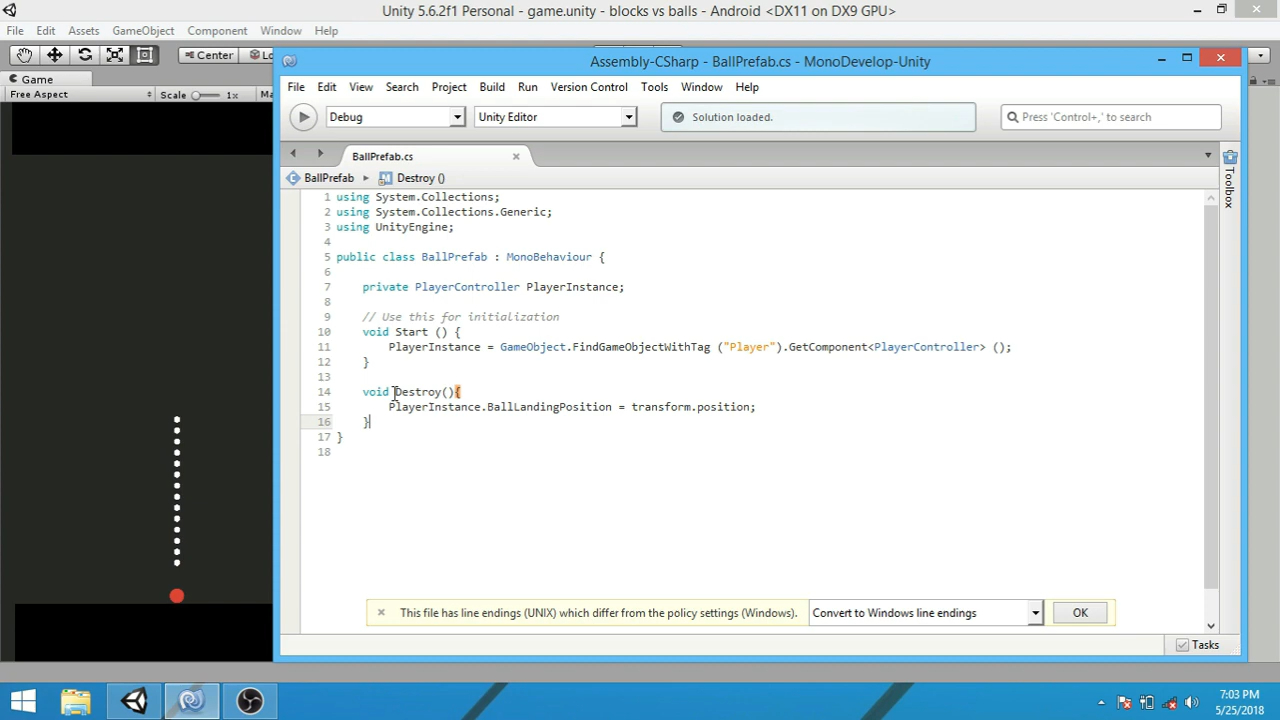 Unity 5.6.2f1 Personal - game.unity - blocks vs balls - Android <DX11 on DX9 GPU>
File Edit Assets GameObject Component Window Help
Center Lo
Game
Free Aspect Scale 1x Ma
Assembly-CSharp - BallPrefab.cs - MonoDevelop-Unity
File Edit View Search Project Build Run Version Control Tools Window Help
Debug Unity Editor Solution loaded. Press 'Control+,' to search
BallPrefab.cs
BallPrefab Destroy ()
Toolbox
1 using System.Collections;
2 using System.Collections.Generic;
3 using UnityEngine;
4
5 public class BallPrefab : MonoBehaviour {
6
7 private PlayerController PlayerInstance;
8
9 // Use this for initialization
10 void Start () {
11 PlayerInstance = GameObject.FindGameObjectWithTag ("Player").GetComponent<PlayerController> ();
12 }
13
14 void Destroy(){
15 PlayerInstance.BallLandingPosition = transform.position;
16 }
17 }
18
This file has line endings (UNIX) which differ from the policy settings (Windows). Convert to Windows line endings OK
Tasks
7:03 PM
5/25/2018